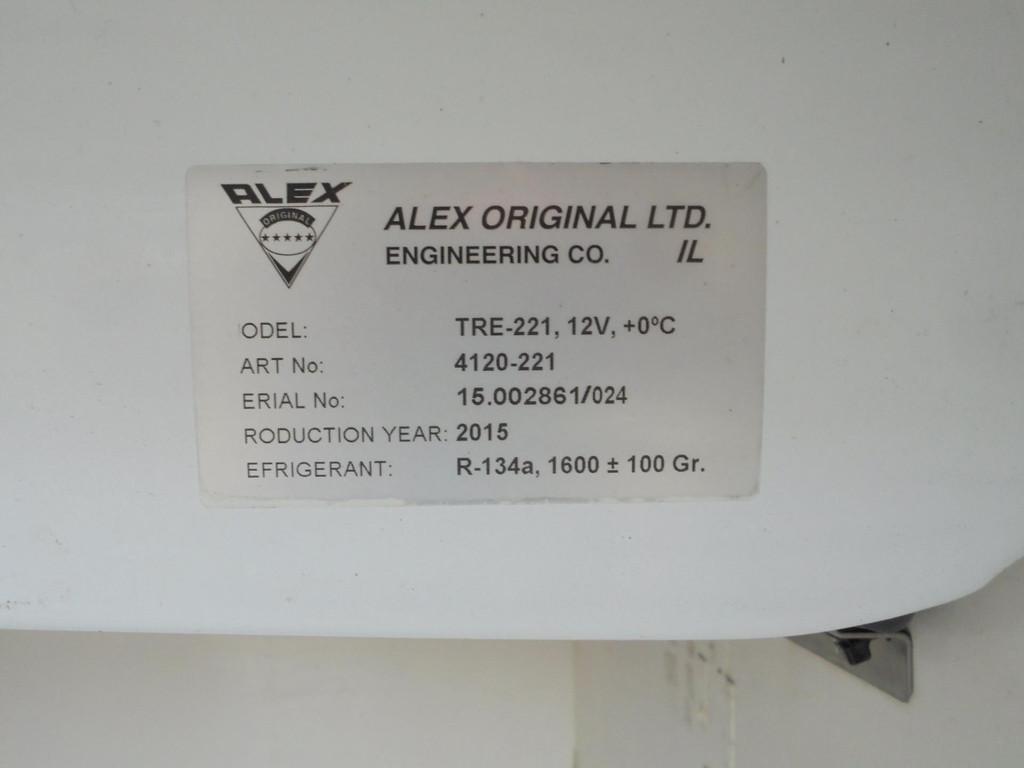 ALEX
ORIGINAL
ALEX ORIGINAL LTD.
ENGINEERING CO. IL
ODEL: TRE-221, 12V, +0ºC
ART No: 4120-221
ERIAL No: 15.002861/024
RODUCTION YEAR: 2015
EFRIGERANT: R-134a, 1600 ± 100 Gr.